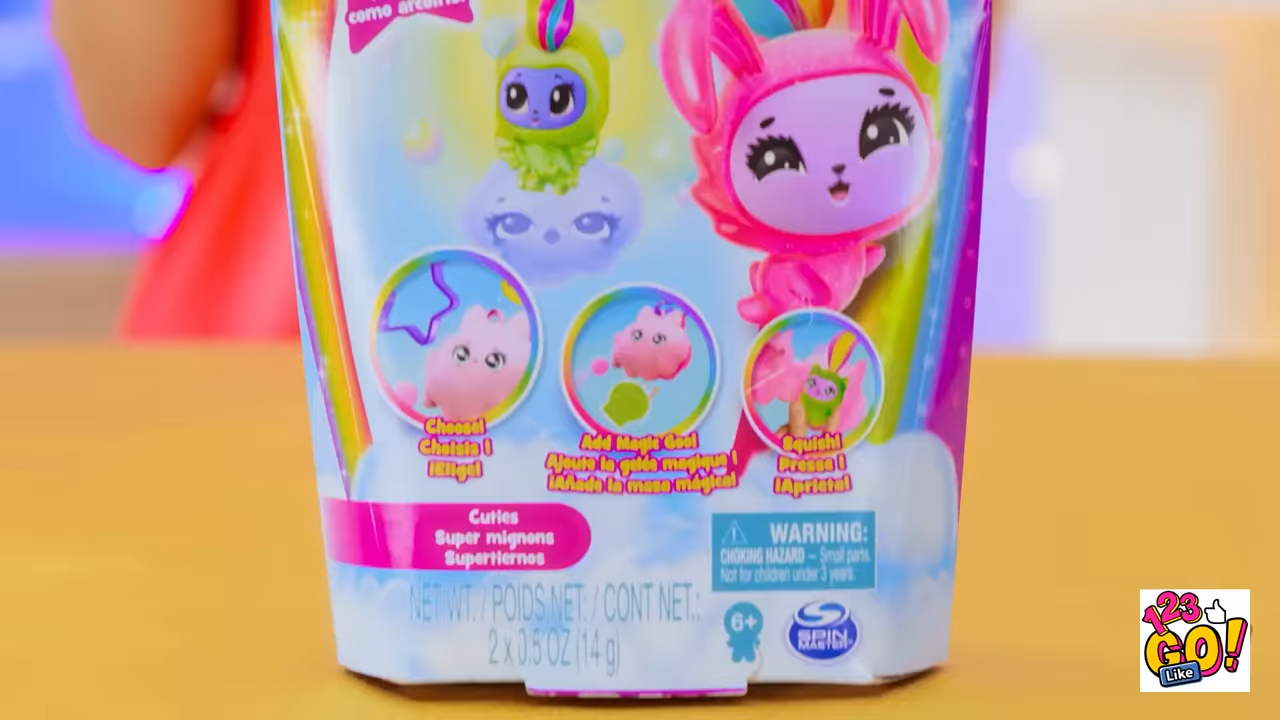 como arcoíris!
Choose!
Choisis !
¡Elige!
Add Magic Goo!
Ajoute la gelée magique !
¡Añade la masa mágica!
Squish!
Presse !
¡Aprieta!
Cuties
Super mignons
Supertiernos
WARNING:
CHOKING HAZARD – Small parts.
Not for children under 3 years.
NET WT. / POIDS NET: / CONT NET.:
2 x 0.5 OZ (14 g)
6+
SPIN
MASTER
123
GO!
Like